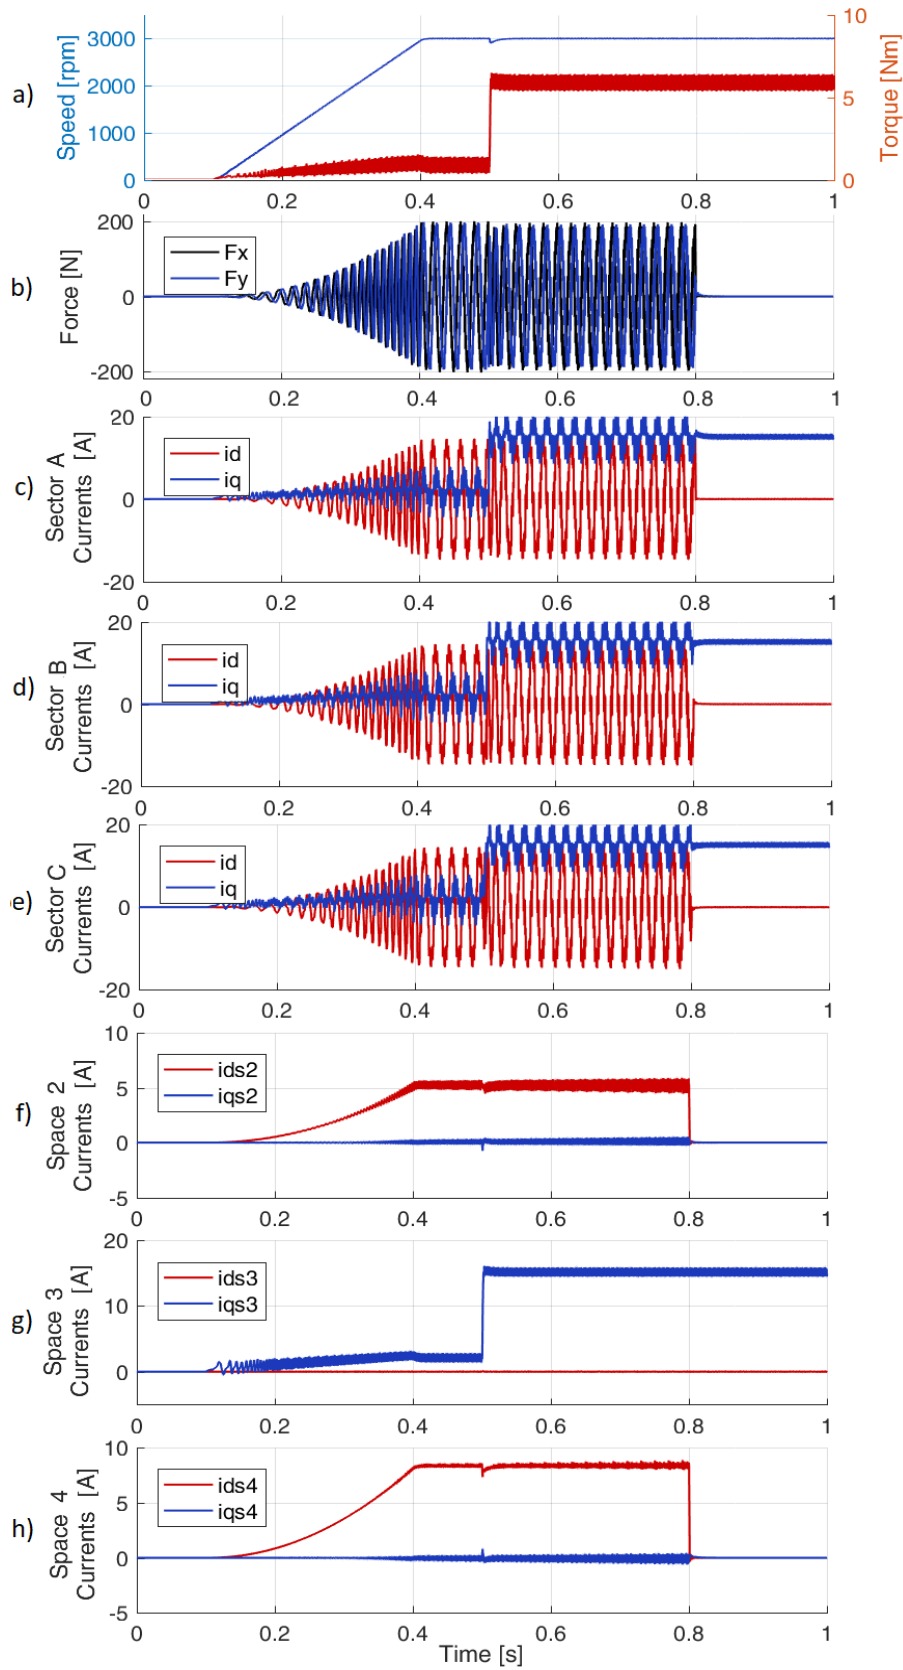 a)
Speed [rpm]
3000
2000
1000
0
10
5
0
Torque [Nm]
0 0.2 0.4 0.6 0.8 1
b)
Force [N]
200
0
-200
Fx
Fy
0 0.2 0.4 0.6 0.8 1
c)
Sector A
Currents [A]
20
0
-20
id
iq
0 0.2 0.4 0.6 0.8 1
d)
Sector B
Currents [A]
20
0
-20
id
iq
0 0.2 0.4 0.6 0.8 1
e)
Sector C
Currents [A]
20
0
-20
id
iq
0 0.2 0.4 0.6 0.8 1
f)
Space 2
Currents [A]
10
5
0
-5
ids2
iqs2
0 0.2 0.4 0.6 0.8 1
g)
Space 3
Currents [A]
20
10
0
ids3
iqs3
0 0.2 0.4 0.6 0.8 1
h)
Space 4
Currents [A]
10
5
0
-5
ids4
iqs4
0 0.2 0.4 0.6 0.8 1
Time [s]